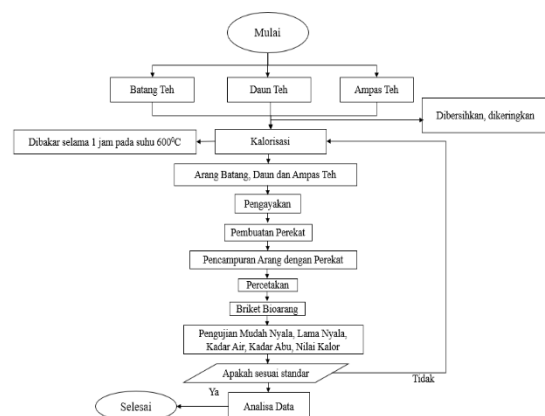 Mulai
Batang Teh
Daun Teh
Ampas Teh
Dibersihkan, dikeringkan
Dibakar selama 1 jam pada suhu 600⁰C
Kalorisasi
Arang Batang, Daun dan Ampas Teh
Pengayakan
Pembuatan Perekat
Pencampuran Arang dengan Perekat
Percetakan
Briket Bioarang
Pengujian Mudah Nyala, Lama Nyala,
Kadar Air, Kadar Abu, Nilai Kalor
Apakah sesuai standar
Tidak
Ya
Selesai
Analisa Data